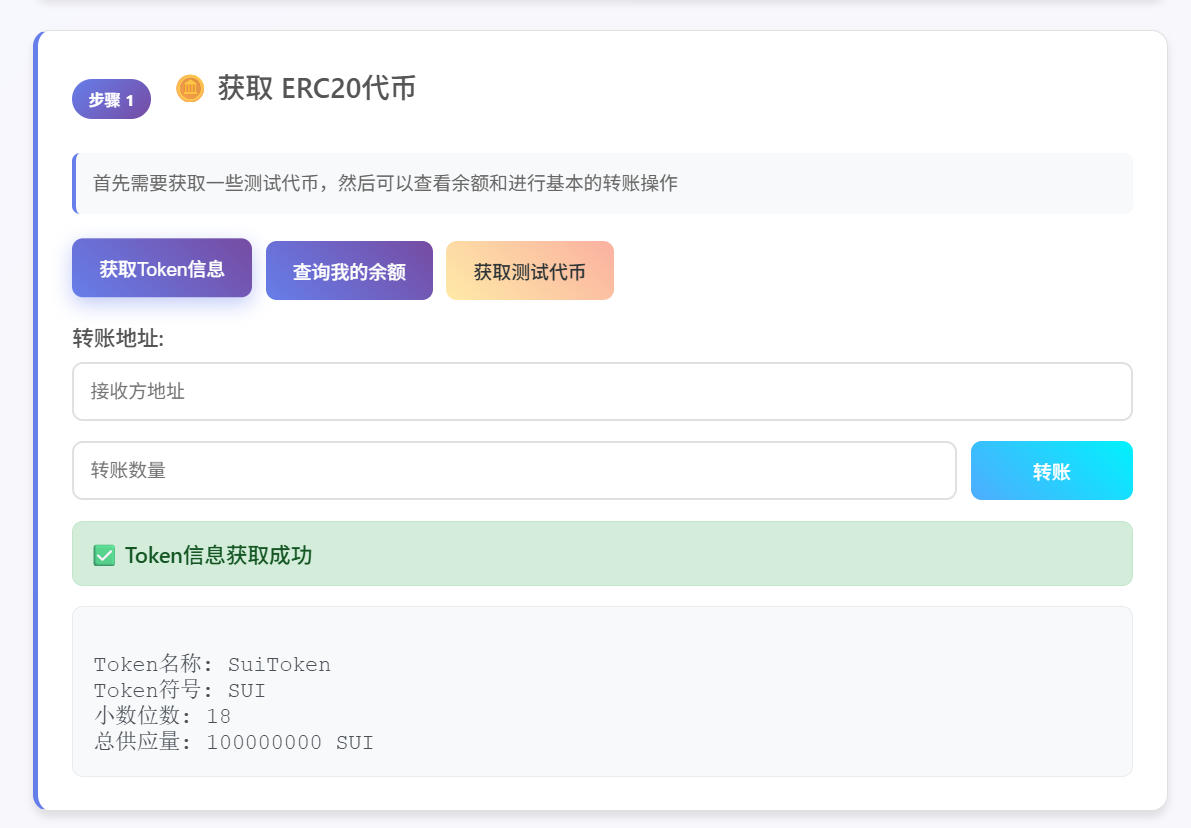 步骤 1
获取 ERC20代币
首先需要获取一些测试代币，然后可以查看余额和进行基本的转账操作
获取Token信息
查询我的余额
获取测试代币
转账地址:
接收方地址
转账数量
转账
Token信息获取成功
Token名称: SuiToken
Token符号: SUI
小数位数: 18
总供应量: 100000000 SUI